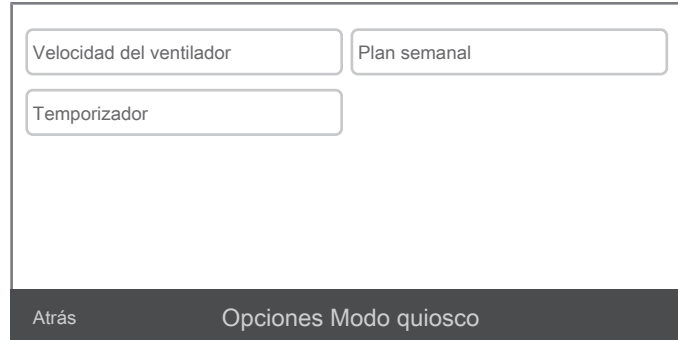 Velocidad del ventilador
Plan semanal
Temporizador
Atrás
Opciones Modo quiosco